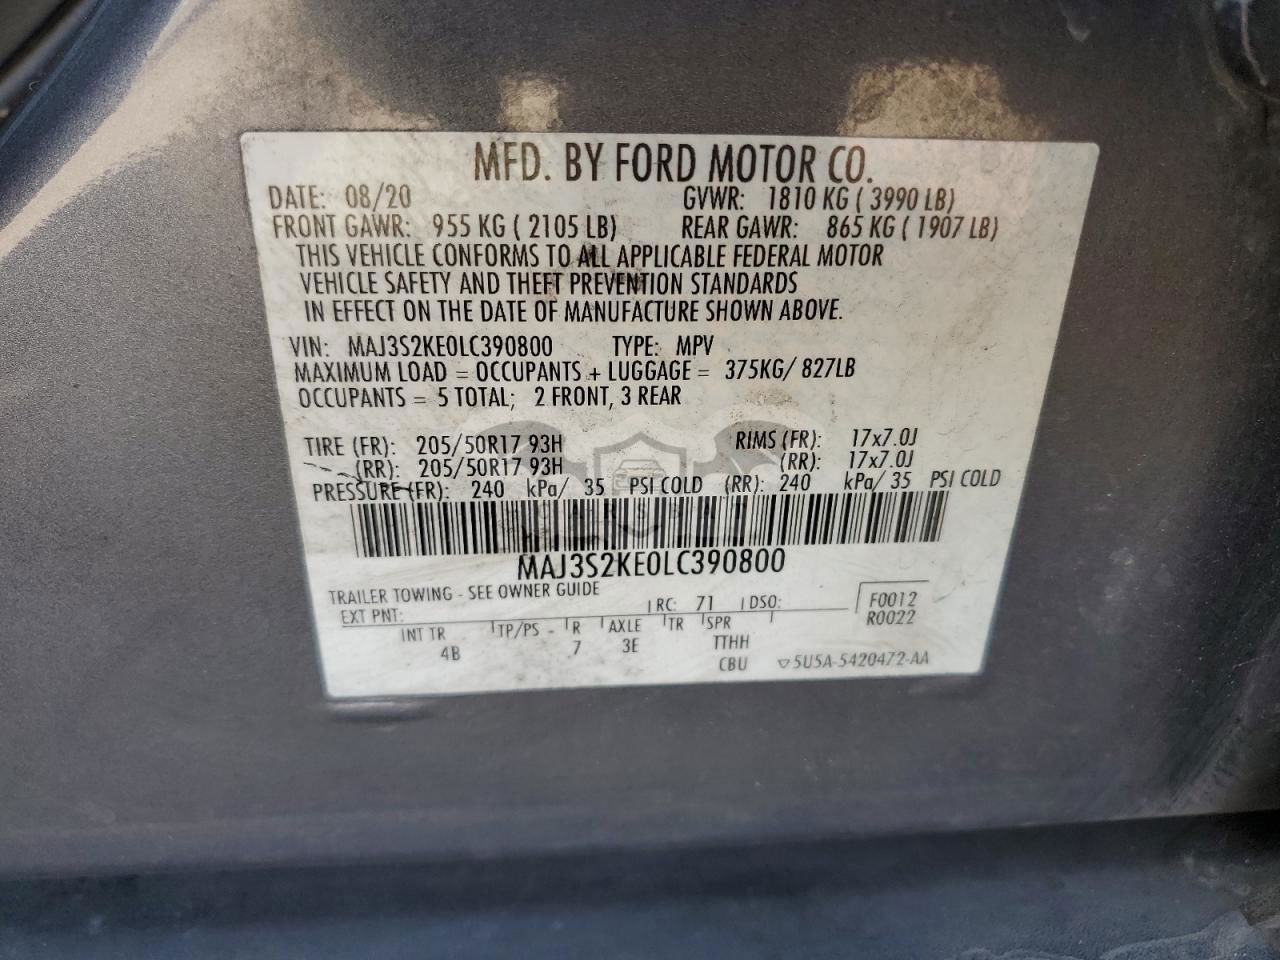 MFD. BY FORD MOTOR CO.
DATE: 08/20 GVWR: 1810 KG ( 3990 LB)
FRONT GAWR: 955 KG ( 2105 LB) REAR GAWR: 865 KG ( 1907 LB)
THIS VEHICLE CONFORMS TO ALL APPLICABLE FEDERAL MOTOR
VEHICLE SAFETY AND THEFT PREVENTION STANDARDS
IN EFFECT ON THE DATE OF MANUFACTURE SHOWN ABOVE.
VIN: MAJ3S2KE0LC390800 TYPE: MPV
MAXIMUM LOAD = OCCUPANTS + LUGGAGE = 375KG/ 827LB
OCCUPANTS = 5 TOTAL; 2 FRONT, 3 REAR
TIRE (FR): 205/50R17 93H RIMS (FR): 17x7.0J
(RR): 205/50R17 93H (RR): 17x7.0J
PRESSURE(FR): 240 kPa/ 35 PSI COLD (RR): 240 kPa/ 35 PSI COLD
MAJ3S2KE0LC390800
TRAILER TOWING - SEE OWNER GUIDE
EXT PNT: RC: 71 DSO: F0012
R0022
INT TR TP/PS - R AXLE TR SPR
4B 7 3E TTHH
CBU ▽5U5A-5420472-AA